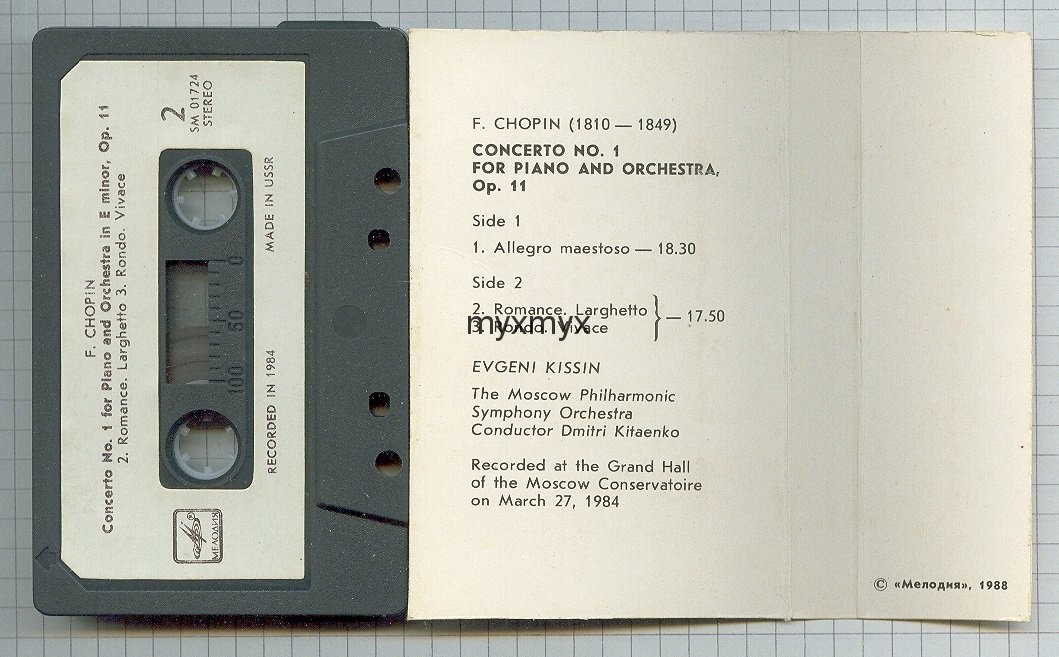 F. CHOPIN
Concerto No. 1 for Piano and Orchestra in E minor, Op. 11
2. Romance. Larghetto 3. Rondo. Vivace
2
SM 01724
STEREO
0
50
100
RECORDED IN 1984
MADE IN USSR
МЕЛОДИЯ
F. CHOPIN (1810 — 1849)
CONCERTO NO. 1
FOR PIANO AND ORCHESTRA,
Op. 11
Side 1
1. Allegro maestoso — 18.30
Side 2
2. Romance. Larghetto
3. Rondo. Vivace
— 17.50
myxmyx
EVGENI KISSIN
The Moscow Philharmonic
Symphony Orchestra
Conductor Dmitri Kitaenko
Recorded at the Grand Hall
of the Moscow Conservatoire
on March 27, 1984
© «Мелодия», 1988